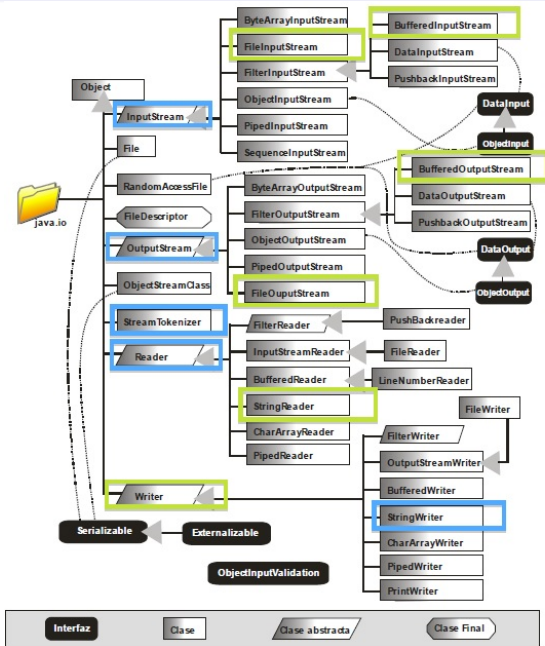 ByteArrayInputStream
FileInputStream
FilterInputStream
ObjectInputStream
PipedInputStream
SequenceInputStream
BufferedInputStream
DataInputStream
PushbackInputStream
DataInput
ObjedInput
Object
InputStream
File
RandomAccessFile
FileDescriptor
OutputStream
ObjectStreamClass
StreamTokenizer
Reader
Writer
java.io
ByteArrayOutputStream
FilterOutputStream
ObjectOutputStream
PipedOutputStream
FileOuputStream
BufferedOutputStream
DataOutputStream
PushbackOutputStream
DataOutput
ObjectOutput
FilterReader
InputStreamReader
BufferedReader
StringReader
CharArrayReader
PipedReader
PushBackreader
FileReader
LineNumberReader
FileWriter
FilterWriter
OutputStreamWriter
BufferedWriter
StringWriter
CharArrayWriter
PipedWriter
PrintWriter
Serializable
Externalizable
ObjectInputValidation
Interfaz
Clase
Clase abstracta
Clase Final